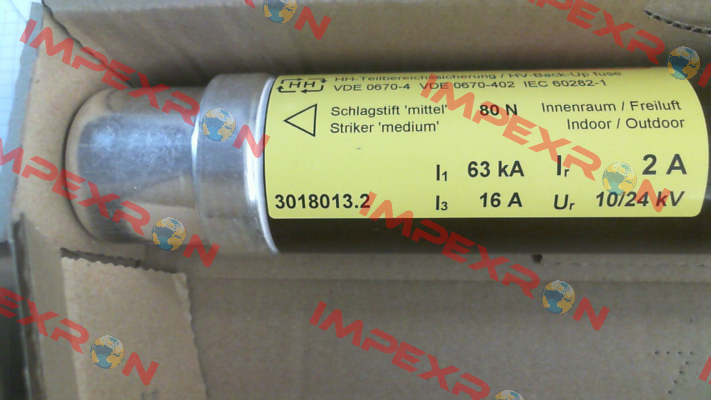 HH HH-Teilbereichssicherung / HV-Back-Up fuse
VDE 0670-4 VDE 0670-402 IEC 60282-1
Schlagstift 'mittel' 80 N Innenraum / Freiluft
Striker 'medium' Indoor / Outdoor
I1 63 kA Ir 2 A
3018013.2 I3 16 A Ur 10/24 kV
IMPEXRON
IMPEXRON
IMPEXRON
IMPEXRON
IMPEXRON
IMPEXRON